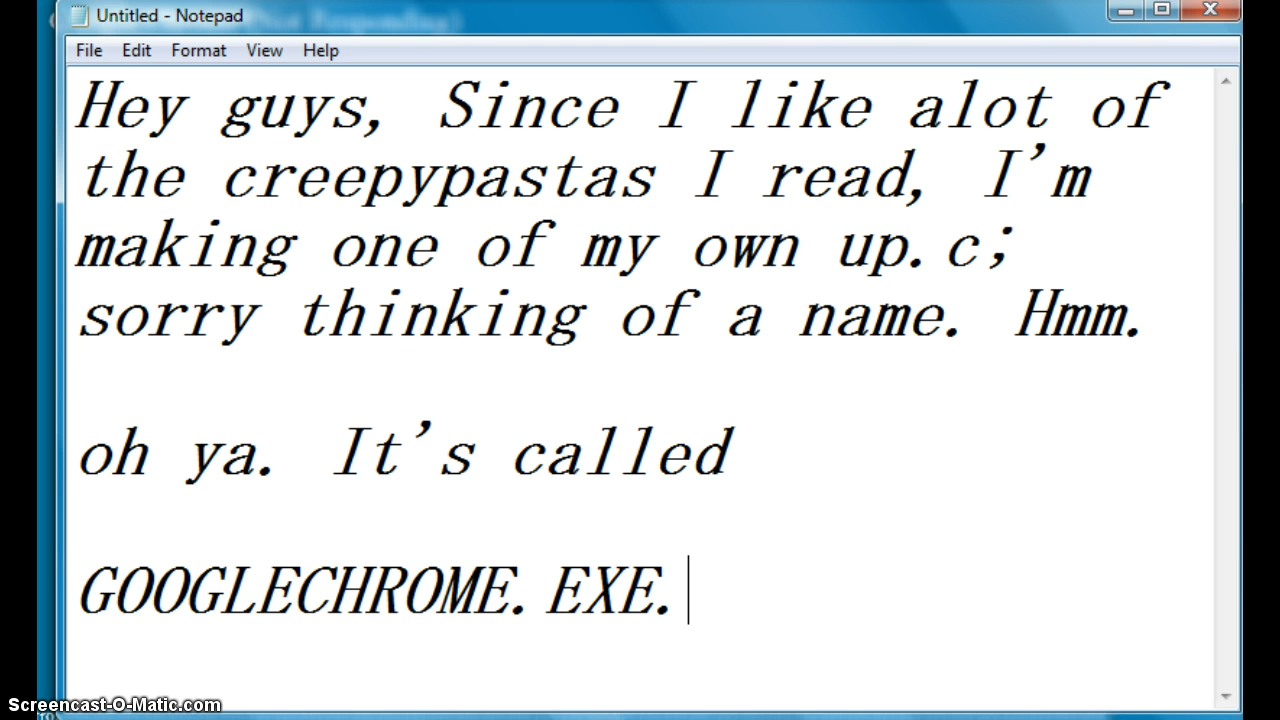 Untitled - Notepad
File Edit Format View Help
Hey guys, Since I like alot of
the creepypastas I read, I'm
making one of my own up.c;
sorry thinking of a name. Hmm.
oh ya. It's called
GOOGLECHROME.EXE.
Screencast-O-Matic.com